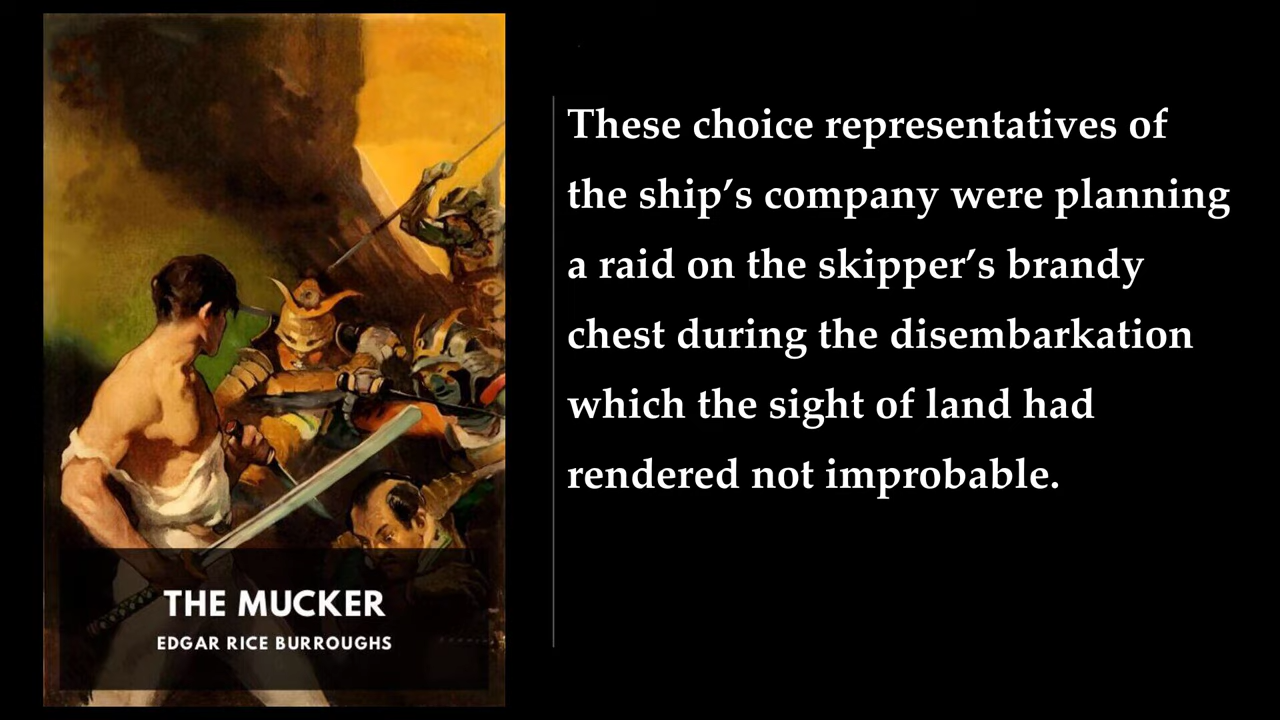 THE MUCKER
EDGAR RICE BURROUGHS
These choice representatives of
the ship’s company were planning
a raid on the skipper’s brandy
chest during the disembarkation
which the sight of land had
rendered not improbable.